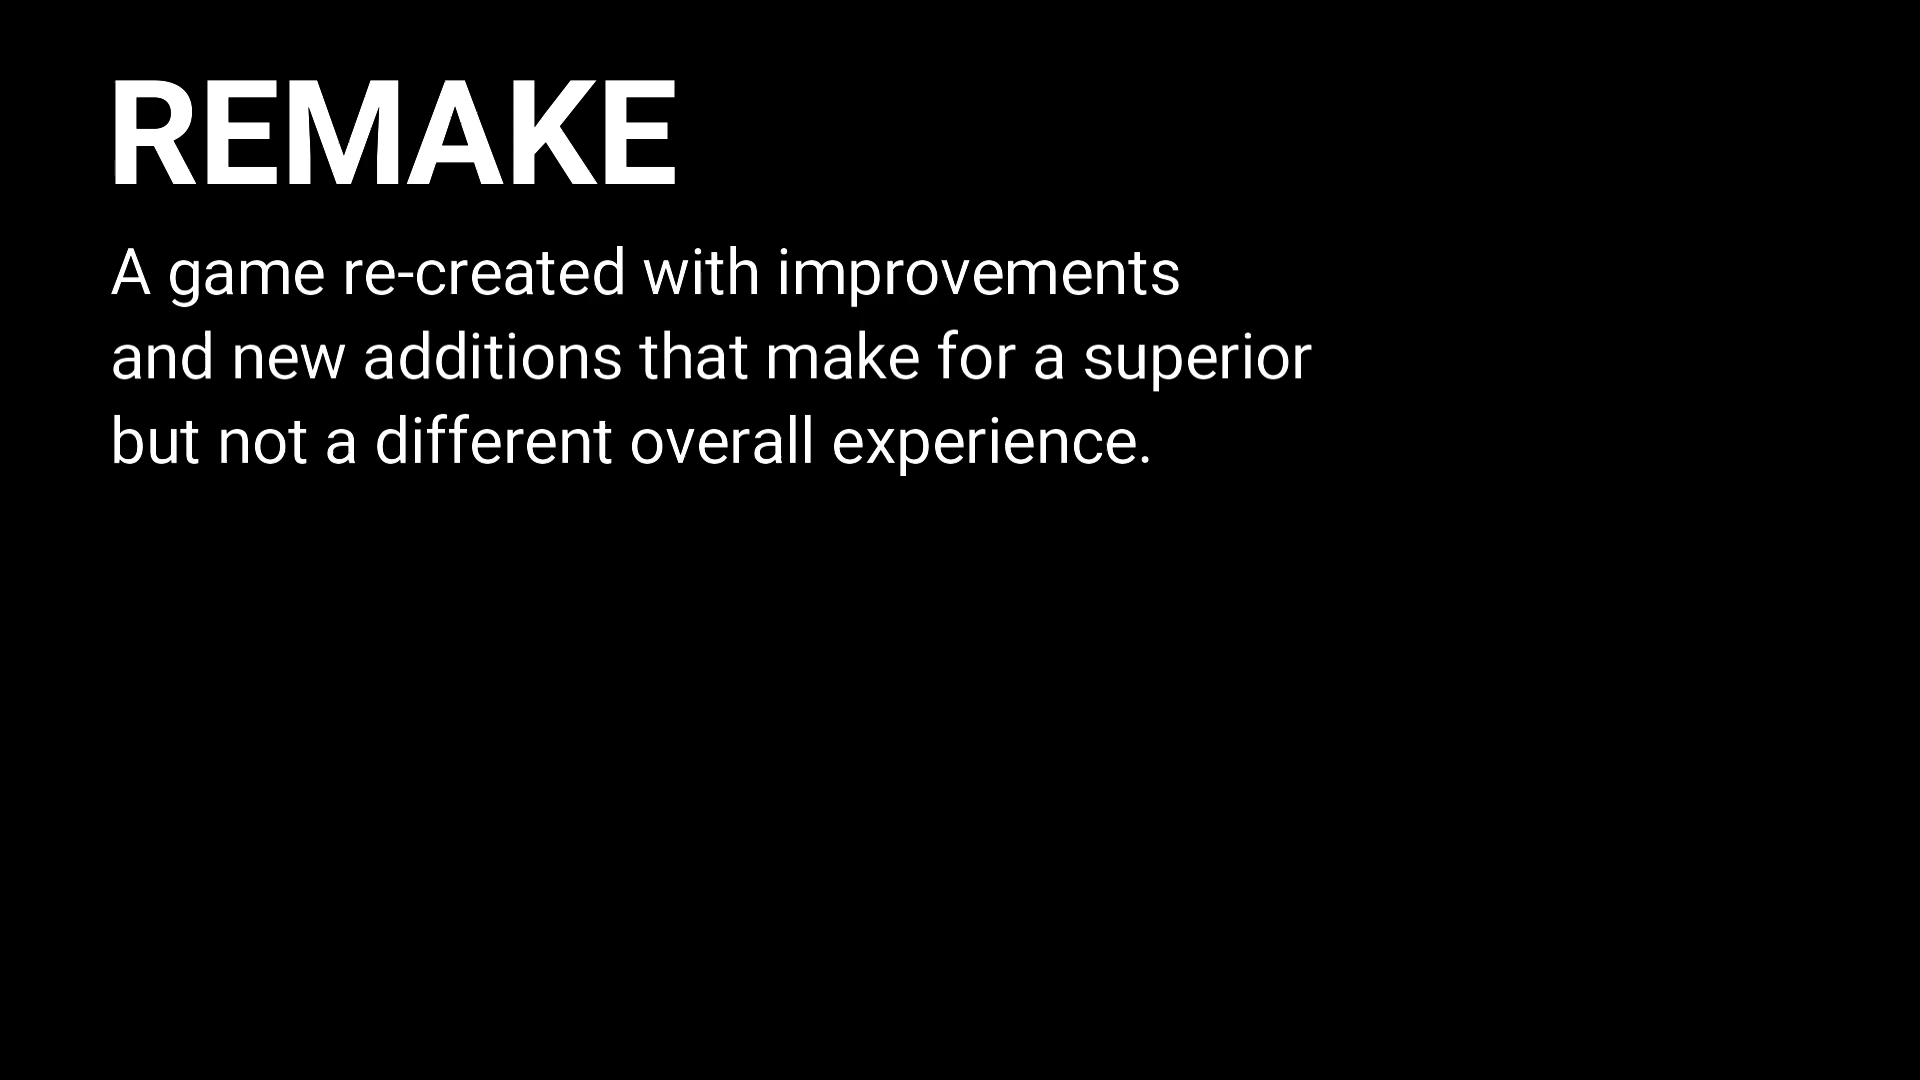 REMAKE
A game re-created with improvements
and new additions that make for a superior
but not a different overall experience.